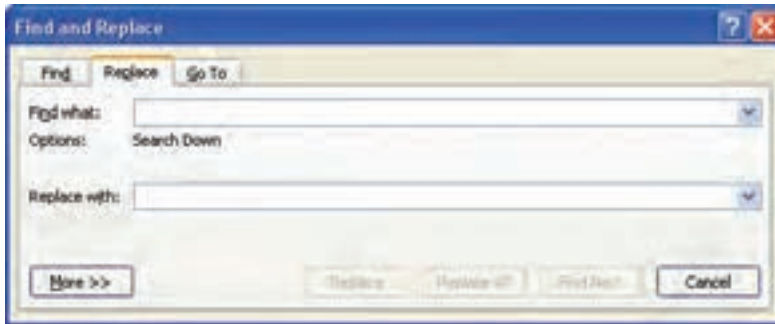 Find and Replace
Find Replace Go To
Find what:
Options: Search Down
Replace with:
More >> Replace Replace All Find Next Cancel